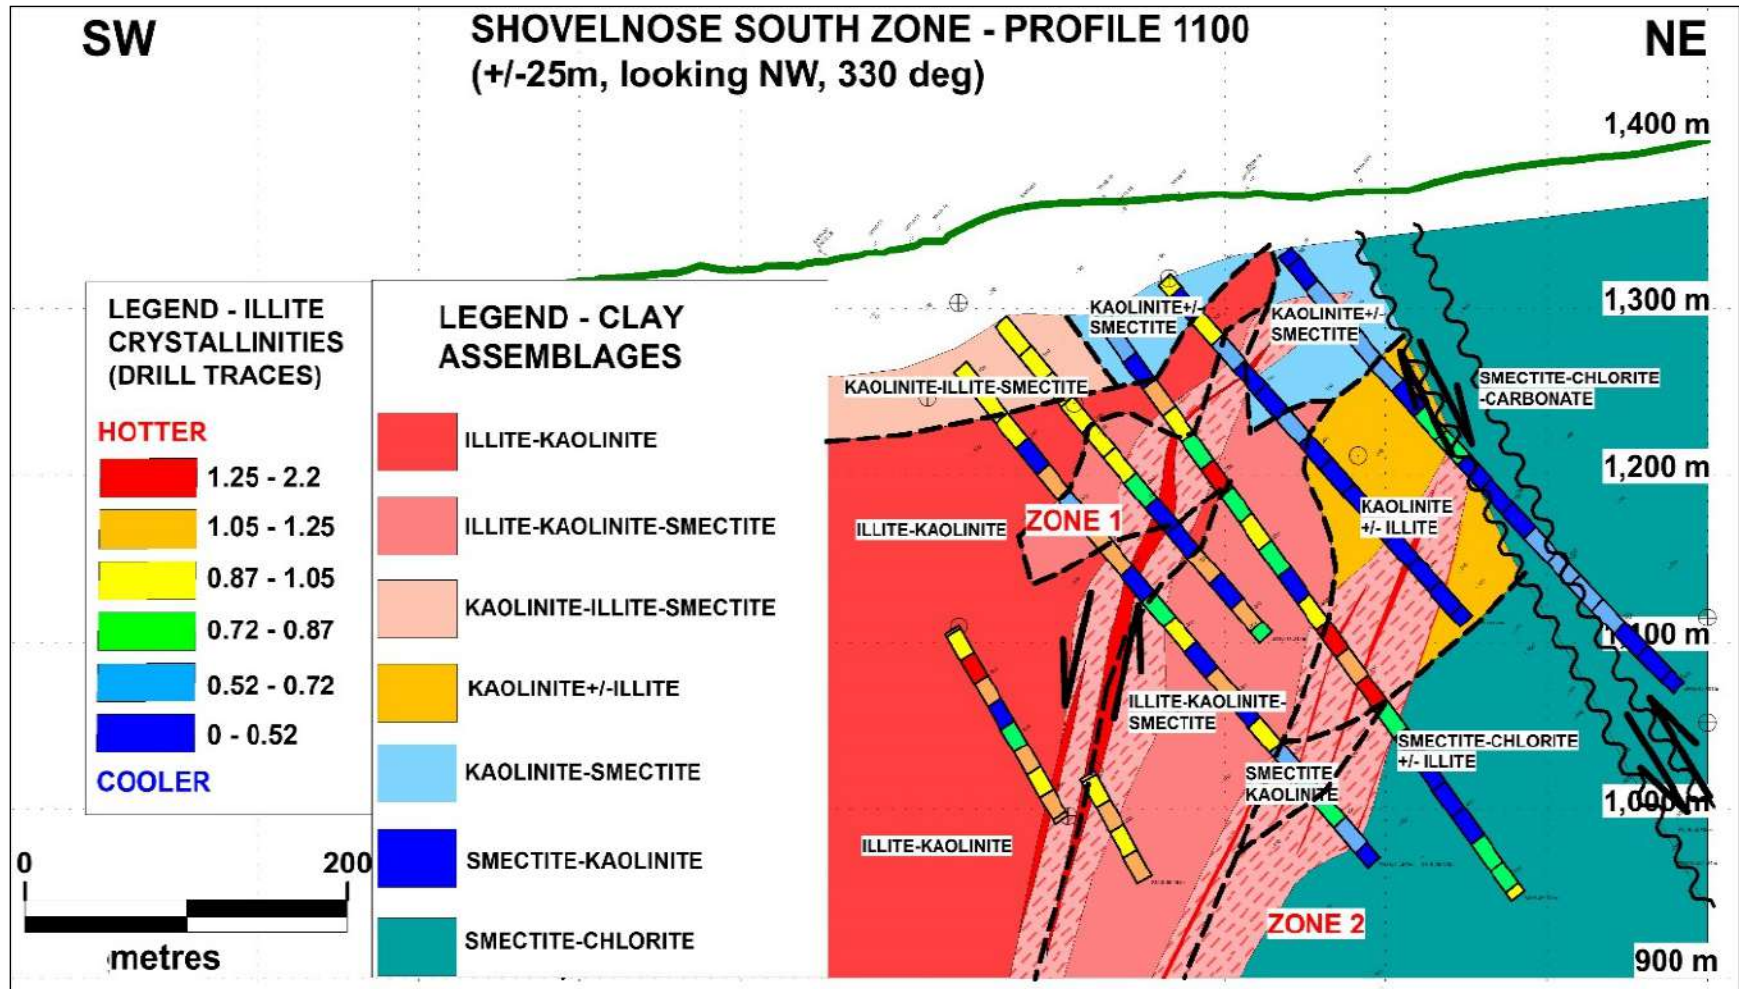 SW
SHOVELNOSE SOUTH ZONE - PROFILE 1100
(+/-25m, looking NW, 330 deg)
NE
1,400 m
1,300 m
1,200 m
1,100 m
1,000 m
900 m
LEGEND - ILLITE
CRYSTALLINITIES
(DRILL TRACES)
HOTTER
1.25 - 2.2
1.05 - 1.25
0.87 - 1.05
0.72 - 0.87
0.52 - 0.72
0 - 0.52
COOLER
0
200
metres
LEGEND - CLAY
ASSEMBLAGES
ILLITE-KAOLINITE
ILLITE-KAOLINITE-SMECTITE
KAOLINITE-ILLITE-SMECTITE
KAOLINITE+/-ILLITE
KAOLINITE-SMECTITE
SMECTITE-KAOLINITE
SMECTITE-CHLORITE
KAOLINITE+/-
SMECTITE
KAOLINITE+/-
SMECTITE
KAOLINITE-ILLITE-SMECTITE
SMECTITE-CHLORITE
-CARBONATE
ILLITE-KAOLINITE
ZONE 1
KAOLINITE
+/- ILLITE
ILLITE-KAOLINITE-
SMECTITE
SMECTITE-CHLORITE
+/- ILLITE
SMECTITE
KAOLINITE
ILLITE-KAOLINITE
ZONE 2